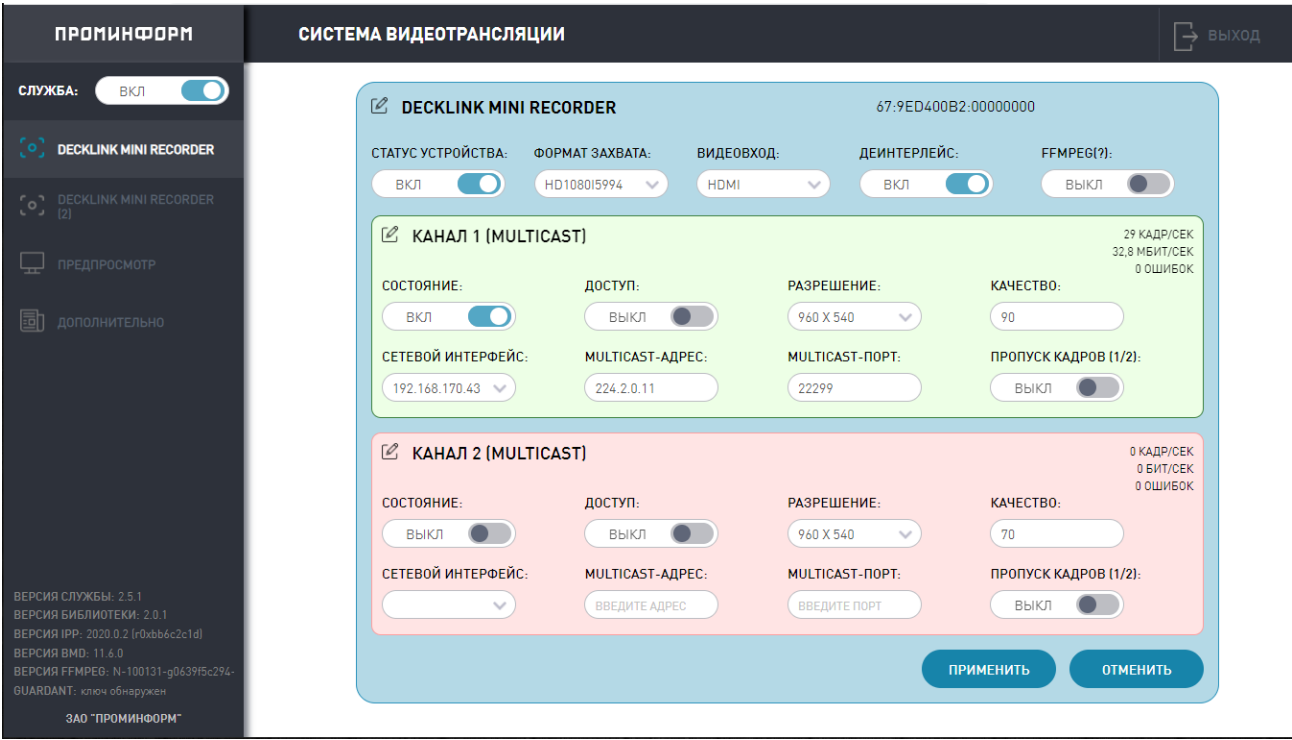 ПРОМИНФОРМ
СИСТЕМА ВИДЕОТРАНСЛЯЦИИ
ВЫХОД
СЛУЖБА:
ВКЛ
DECKLINK MINI RECORDER
DECKLINK MINI RECORDER
(2)
ПРЕДПРОСМОТР
ДОПОЛНИТЕЛЬНО
ВЕРСИЯ СЛУЖБЫ: 2.5.1
ВЕРСИЯ БИБЛИОТЕКИ: 2.0.1
ВЕРСИЯ IPP: 2020.0.2 (r0xbb6c2c1d)
ВЕРСИЯ BMD: 11.6.0
ВЕРСИЯ FFMPEG: N-100131-g0639f5c294-
GUARDANT: ключ обнаружен
ЗАО "ПРОМИНФОРМ"
DECKLINK MINI RECORDER
67:9ED400B2:00000000
СТАТУС УСТРОЙСТВА: ФОРМАТ ЗАХВАТА: ВИДЕОВХОД: ДЕИНТЕРЛЕЙС: FFMPEG(?):
ВКЛ HD1080I5994 HDMI ВКЛ ВЫКЛ
КАНАЛ 1 (MULTICAST)
29 КАДР/СЕК
32,8 МБИТ/СЕК
0 ОШИБОК
СОСТОЯНИЕ: ДОСТУП: РАЗРЕШЕНИЕ: КАЧЕСТВО:
ВКЛ ВЫКЛ 960 X 540 90
СЕТЕВОЙ ИНТЕРФЕЙС: MULTICAST-АДРЕС: MULTICAST-ПОРТ: ПРОПУСК КАДРОВ (1/2):
192.168.170.43 224.2.0.11 22299 ВЫКЛ
КАНАЛ 2 (MULTICAST)
0 КАДР/СЕК
0 БИТ/СЕК
0 ОШИБОК
СОСТОЯНИЕ: ДОСТУП: РАЗРЕШЕНИЕ: КАЧЕСТВО:
ВЫКЛ ВЫКЛ 960 X 540 70
СЕТЕВОЙ ИНТЕРФЕЙС: MULTICAST-АДРЕС: MULTICAST-ПОРТ: ПРОПУСК КАДРОВ (1/2):
ВВЕДИТЕ АДРЕС ВВЕДИТЕ ПОРТ ВЫКЛ
ПРИМЕНИТЬ ОТМЕНИТЬ